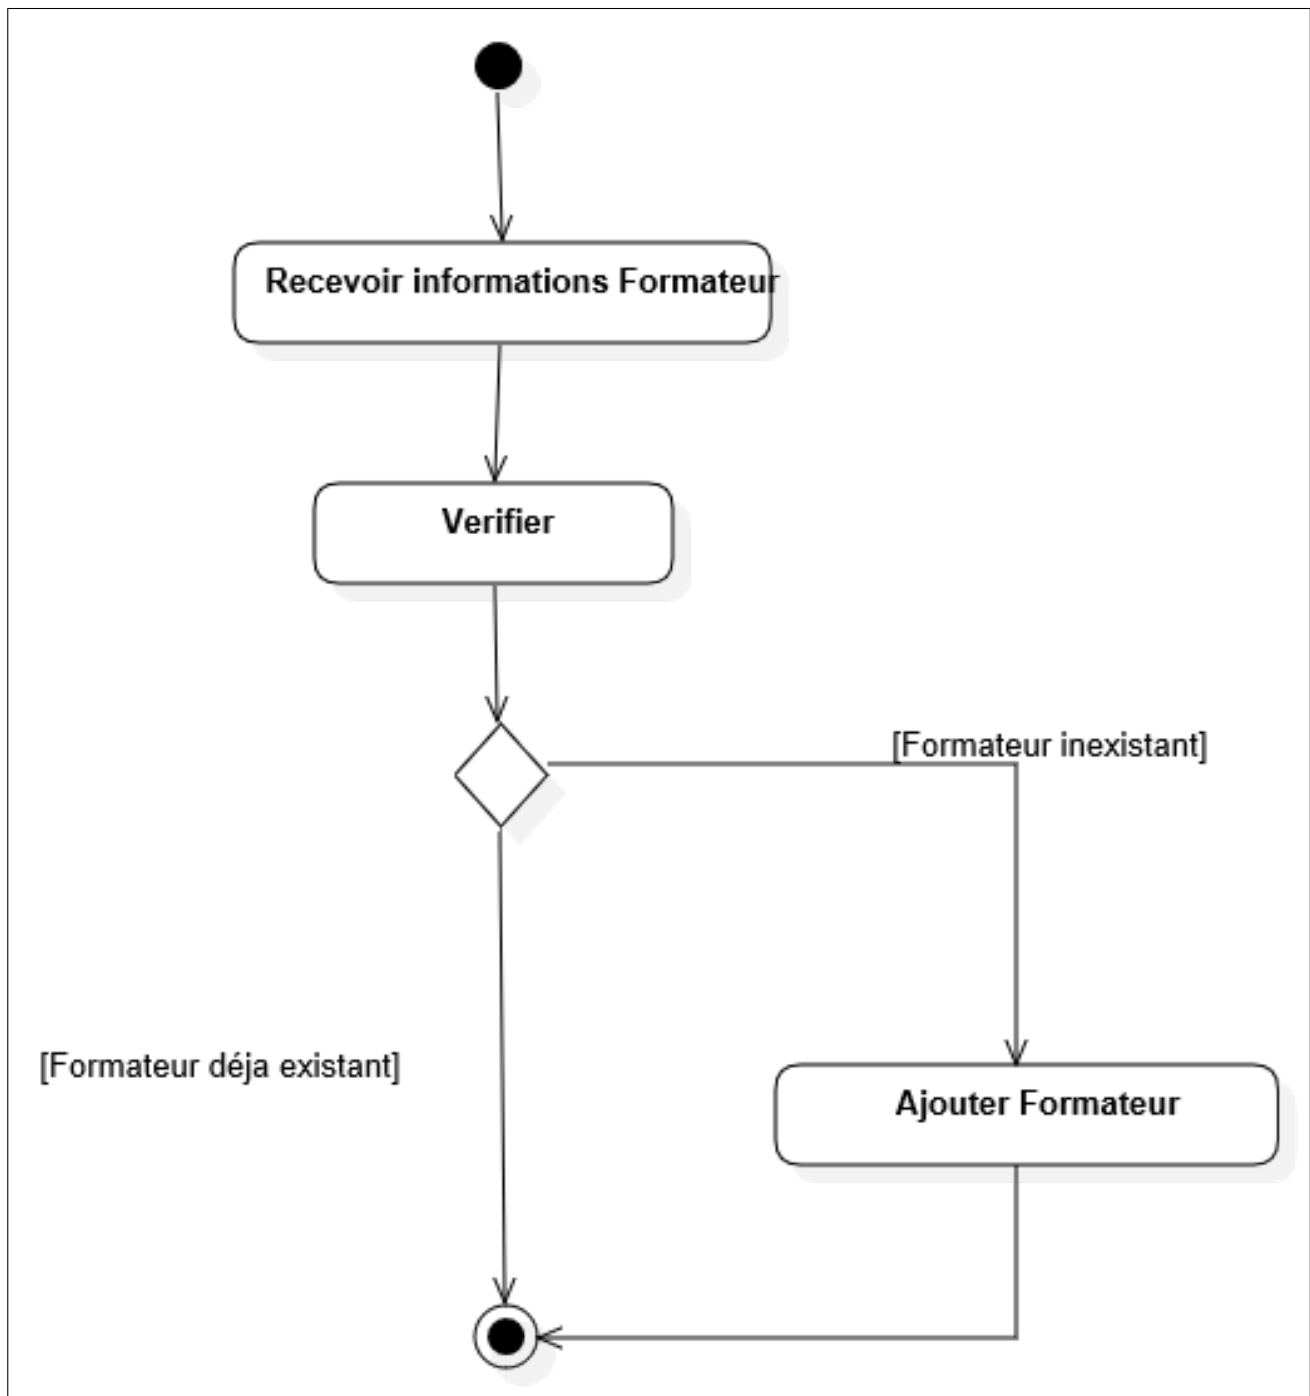 Recevoir informations Formateur
Verifier
[Formateur inexistant]
[Formateur déja existant]
Ajouter Formateur